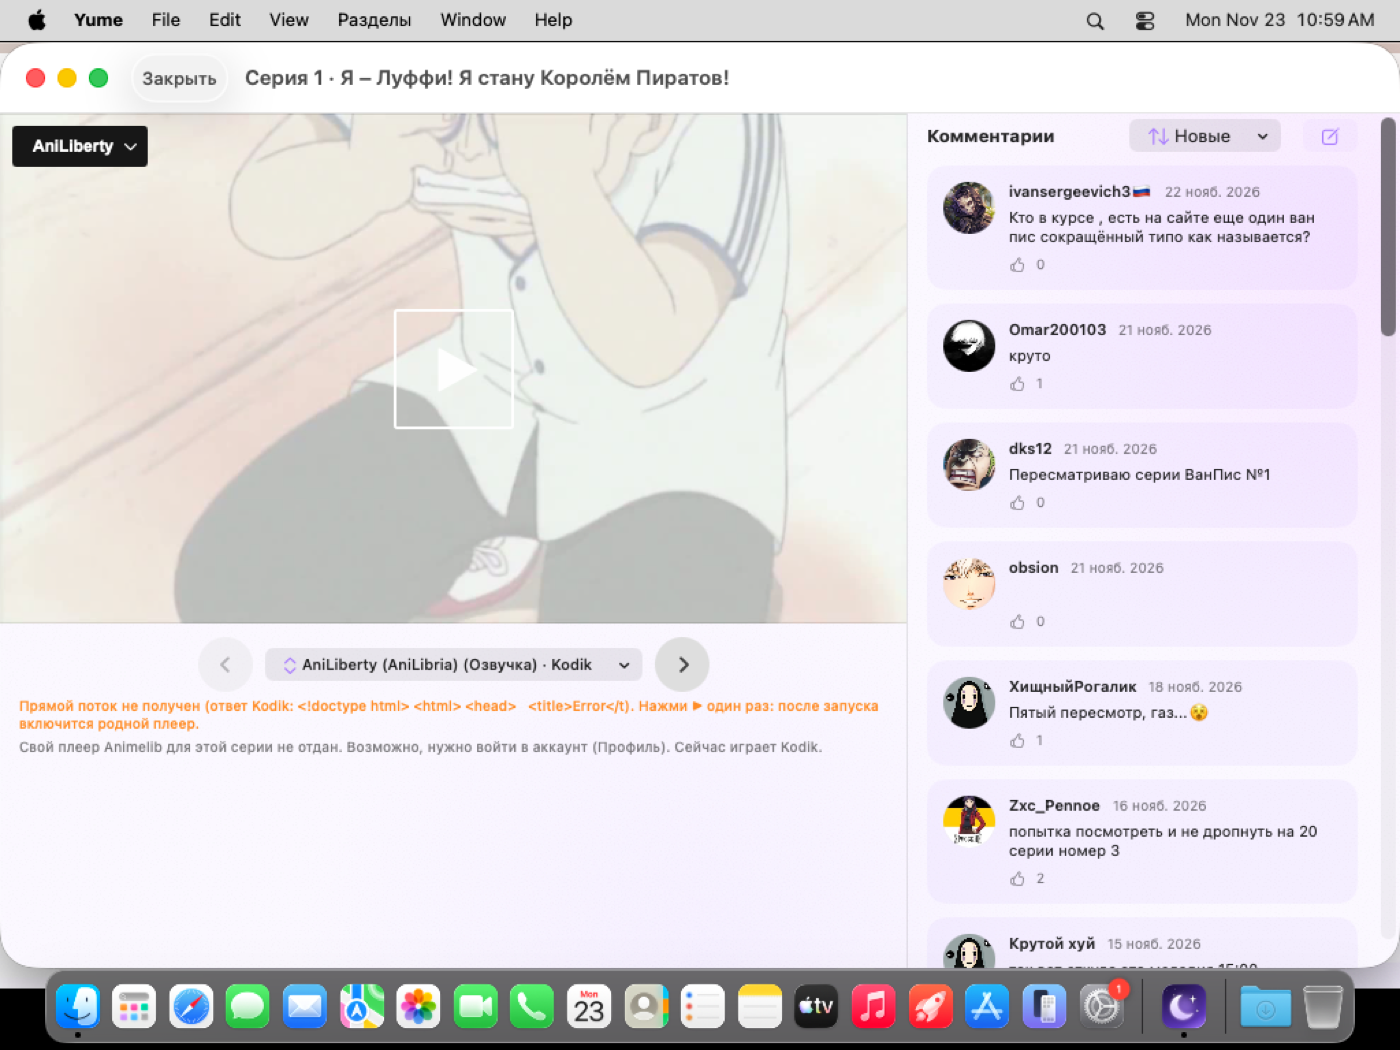 Yume File Edit View Разделы Window Help Mon Nov 23 10:59 AM
Закрыть Серия 1 · Я – Луффи! Я стану Королём Пиратов!
AniLiberty
AniLiberty (AniLibria) (Озвучка) · Kodik
Прямой поток не получен (ответ Kodik: <!doctype html> <html> <head> <title>Error</t). Нажми ▶ один раз: после запуска
включится родной плеер.
Свой плеер Animelib для этой серии не отдан. Возможно, нужно войти в аккаунт (Профиль). Сейчас играет Kodik.
Комментарии Новые
ivansergeevich3🇷🇺 22 нояб. 2026
Кто в курсе , есть на сайте еще один ван
пис сокращённый типо как называется?
0
Omar200103 21 нояб. 2026
круто
1
dks12 21 нояб. 2026
Пересматриваю серии ВанПис №1
0
obsion 21 нояб. 2026
0
ХищныйРогалик 18 нояб. 2026
Пятый пересмотр, газ...😵
1
Zxc_Pennoe 16 нояб. 2026
попытка посмотреть и не дропнуть на 20
серии номер 3
2
Крутой хуй 15 нояб. 2026
Mon
23
tv
1